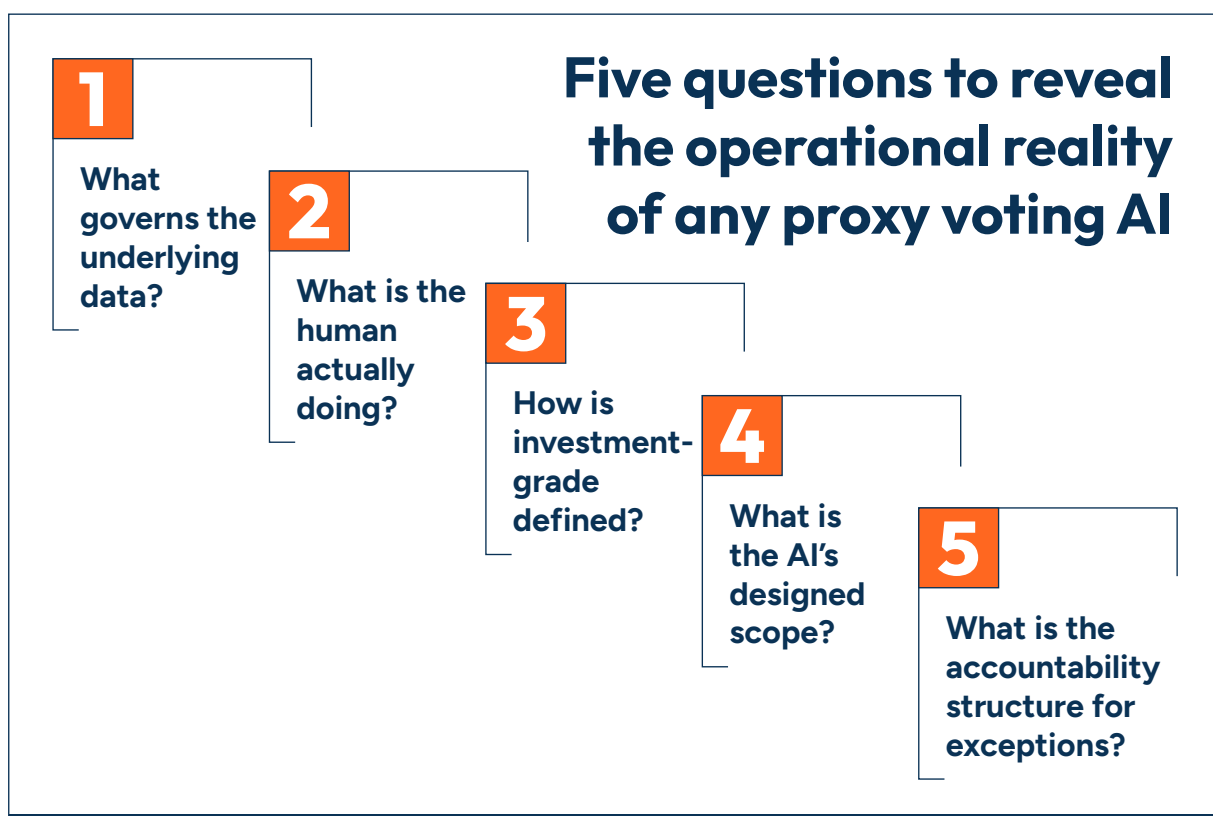 Five questions to reveal
the operational reality
of any proxy voting AI
1
What
governs the
underlying
data?
2
What is the
human
actually
doing?
3
How is
investment-
grade
defined?
4
What is
the AI’s
designed
scope?
5
What is the
accountability
structure for
exceptions?